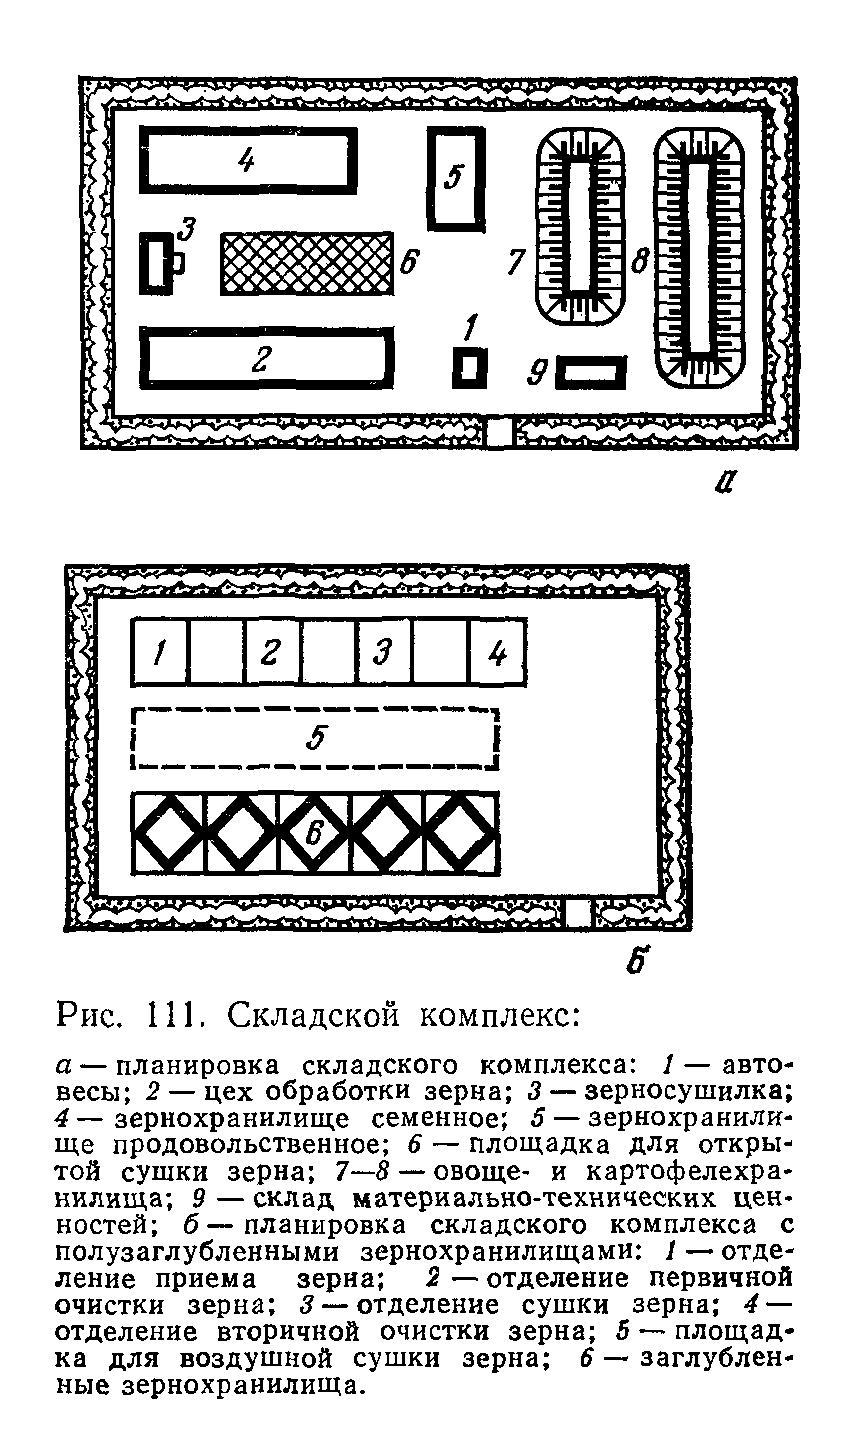 4
5
3
6
7
8
1
2
9
а
1 2 3 4
5
6
б
Рис. 111. Складской комплекс:
а — планировка складского комплекса: 1 — авто-
весы; 2 — цех обработки зерна; 3 — зерносушилка;
4 — зернохранилище семенное; 5 — зернохранили-
ще продовольственное; 6 — площадка для откры-
той сушки зерна; 7—8 — овоще- и картофелехра-
нилища; 9 — склад материально-технических цен-
ностей; б — планировка складского комплекса с
полузаглубленными зернохранилищами: 1 — отде-
ление приема зерна; 2 — отделение первичной
очистки зерна; 3 — отделение сушки зерна; 4 —
отделение вторичной очистки зерна; 5 — площад-
ка для воздушной сушки зерна; 6 — заглублен-
ные зернохранилища.